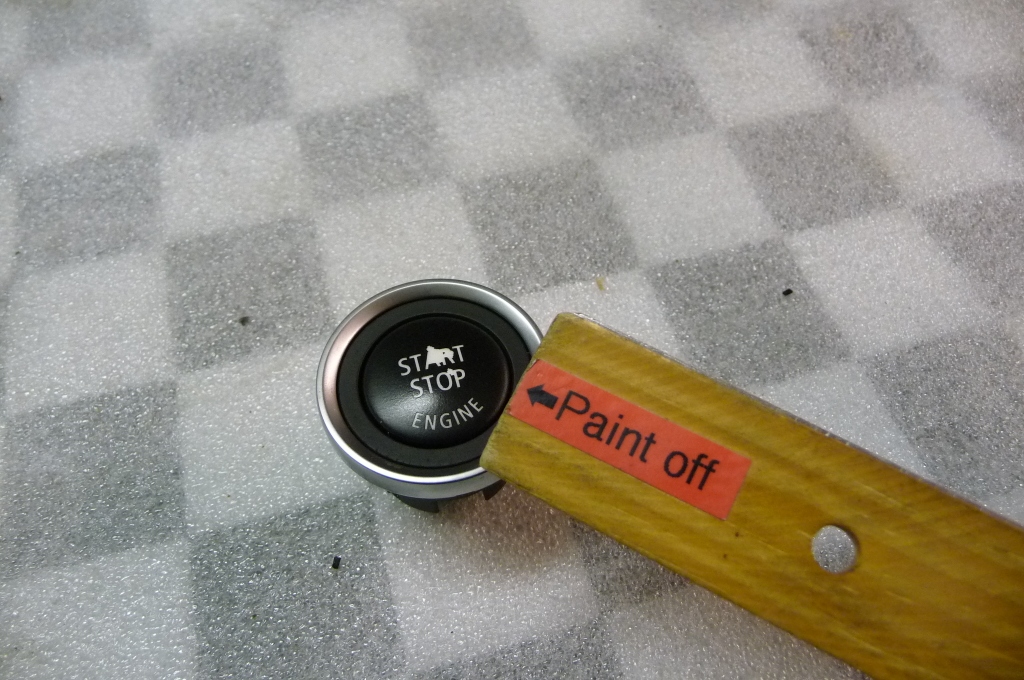 START
STOP
ENGINE
←Paint off